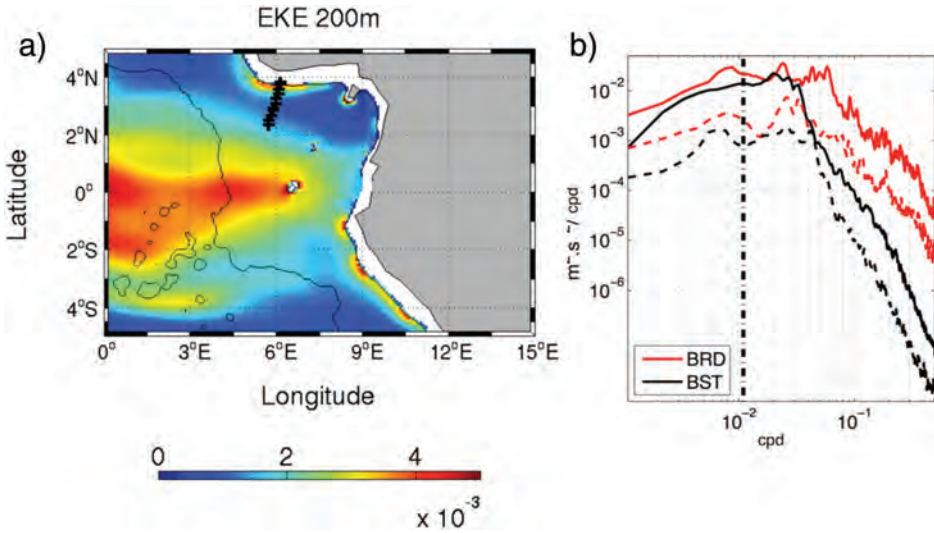 EKE 200m
a)
4°N
2°N
0°
2°S
4°S
Latitude
0°
3°E
6°E
9°E
12°E
15°E
Longitude
0
2
4
x 10⁻³
b)
10⁻²
10⁻³
10⁻⁴
10⁻⁵
10⁻⁶
/ cpd
BRD
BST
10⁻²
10⁻¹
cpd